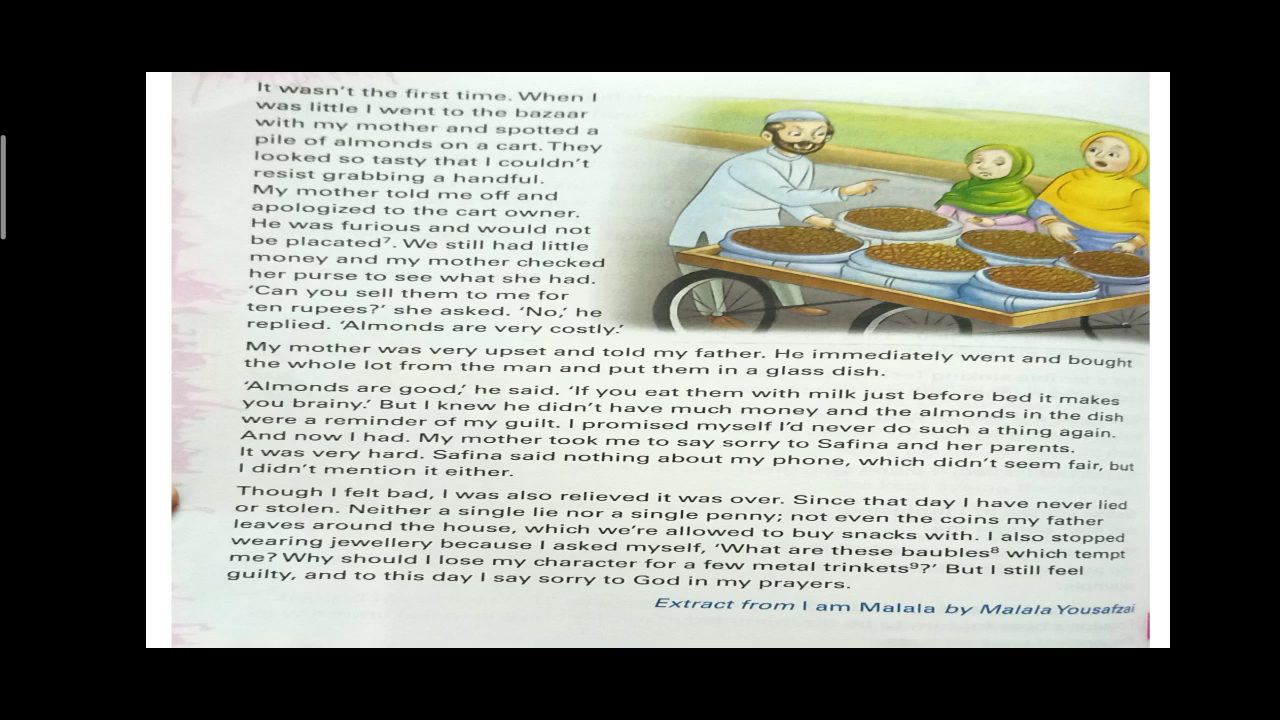 It wasn't the first time. When I
was little I went to the bazaar
with my mother and spotted a
pile of almonds on a cart. They
looked so tasty that I couldn't
resist grabbing a handful.
My mother told me off and
apologized to the cart owner.
He was furious and would not
be placated⁷. We still had little
money and my mother checked
her purse to see what she had.
'Can you sell them to me for
ten rupees?' she asked. 'No,' he
replied. 'Almonds are very costly.'
My mother was very upset and told my father. He immediately went and bought
the whole lot from the man and put them in a glass dish.
'Almonds are good,' he said. 'If you eat them with milk just before bed it makes
you brainy.' But I knew he didn't have much money and the almonds in the dish
were a reminder of my guilt. I promised myself I'd never do such a thing again.
And now I had. My mother took me to say sorry to Safina and her parents.
It was very hard. Safina said nothing about my phone, which didn't seem fair, but
I didn't mention it either.
Though I felt bad, I was also relieved it was over. Since that day I have never lied
or stolen. Neither a single lie nor a single penny; not even the coins my father
leaves around the house, which we're allowed to buy snacks with. I also stopped
wearing jewellery because I asked myself, 'What are these baubles⁸ which tempt
me? Why should I lose my character for a few metal trinkets⁹?' But I still feel
guilty, and to this day I say sorry to God in my prayers.
Extract from I am Malala by Malala Yousafzai